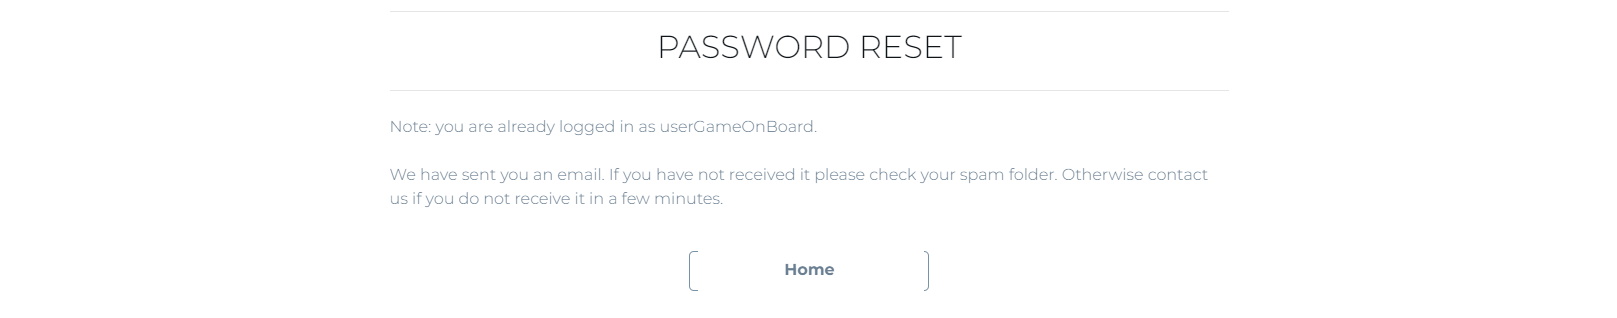 PASSWORD RESET
Note: you are already logged in as userGameOnBoard.
We have sent you an email. If you have not received it please check your spam folder. Otherwise contact
us if you do not receive it in a few minutes.
Home